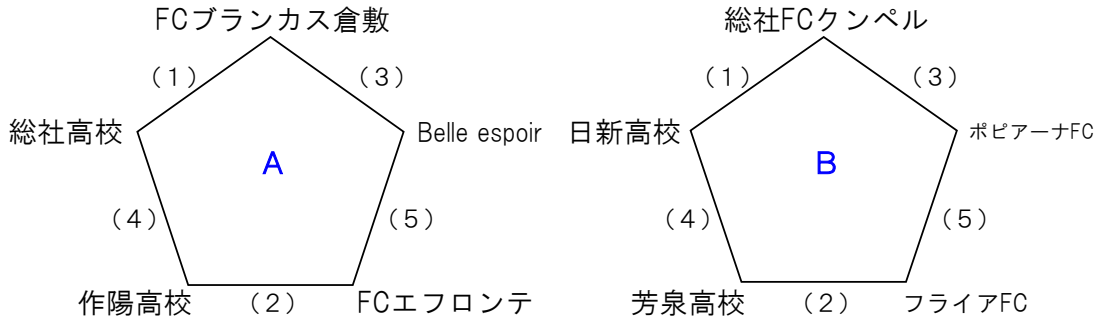 FCブランカス倉敷
(1)
(3)
総社高校
Belle espoir
A
(4)
(5)
作陽高校
(2)
FCエフロンテ
総社FCクンペル
(1)
(3)
日新高校
ポピアーナFC
B
(4)
(5)
芳泉高校
(2)
フライアFC